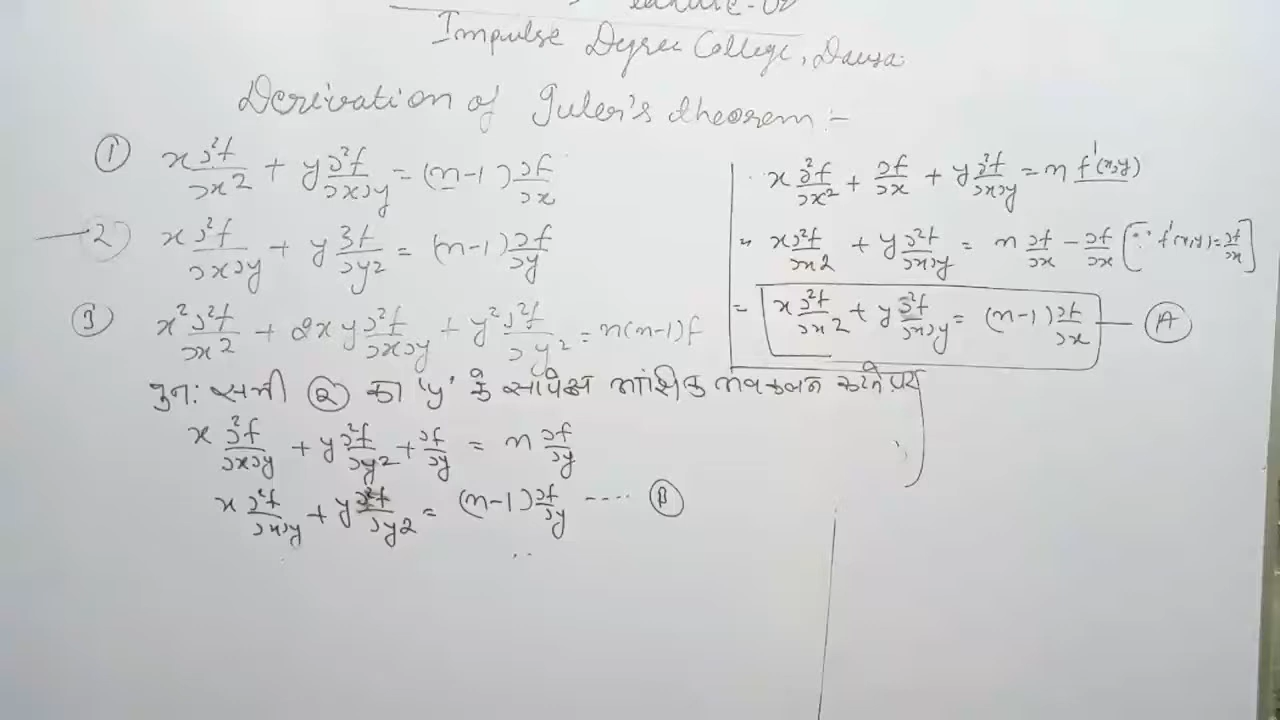 Lecture-02
Impulse Degree College, Dausa
Derivation of Euler's theorem :-
① x ∂²f/∂x² + y ∂²f/∂x∂y = (n-1) ∂f/∂x
② x ∂²f/∂x∂y + y ∂f/∂y² = (n-1) ∂f/∂y
③ x² ∂²f/∂x² + 2xy ∂²f/∂x∂y + y² ∂²f/∂y² = n(n-1)f
x ∂²f/∂x² + ∂f/∂x + y ∂²f/∂x∂y = n f'(x,y)
x ∂²f/∂x² + y ∂²f/∂x∂y = n ∂f/∂x - ∂f/∂x [∵ f'(x,y) = ∂f/∂x]
= x ∂²f/∂x² + y ∂²f/∂x∂y = (n-1) ∂f/∂x — Ⓐ
पुन: समी ② का 'y' के सापेक्ष आंशिक अवकलन करने पर
x ∂²f/∂x∂y + y ∂²f/∂y² + ∂f/∂y = n ∂f/∂y
x ∂²f/∂x∂y + y ∂²f/∂y² = (n-1) ∂f/∂y ---- Ⓑ